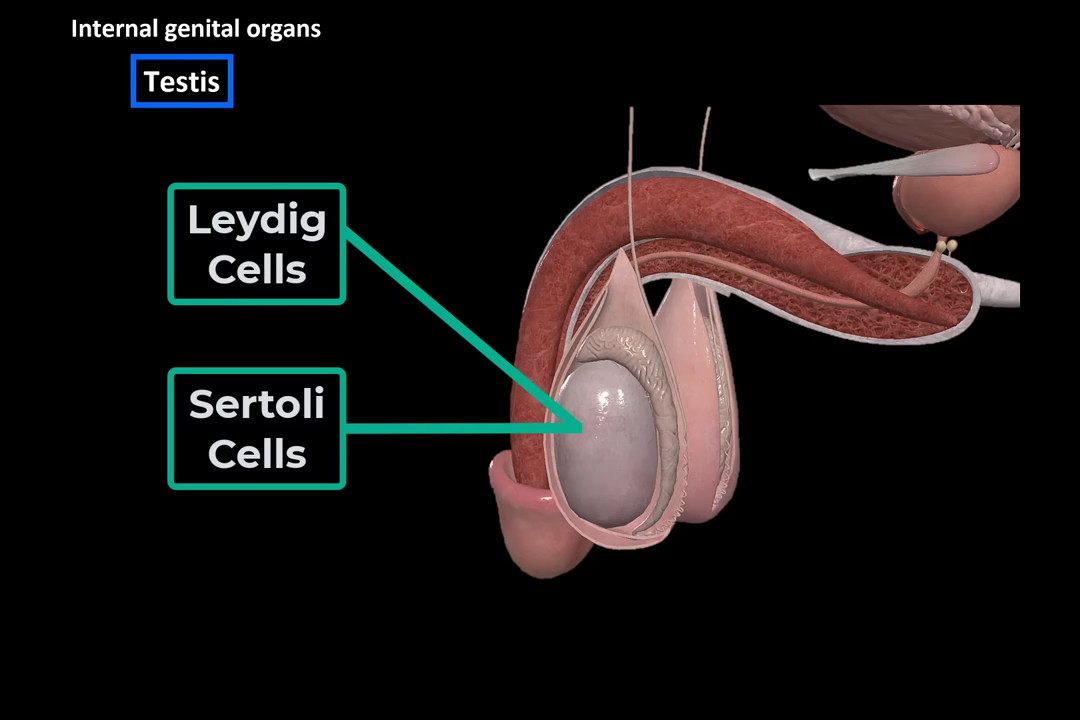 Internal genital organs
Testis
Leydig
Cells
Sertoli
Cells